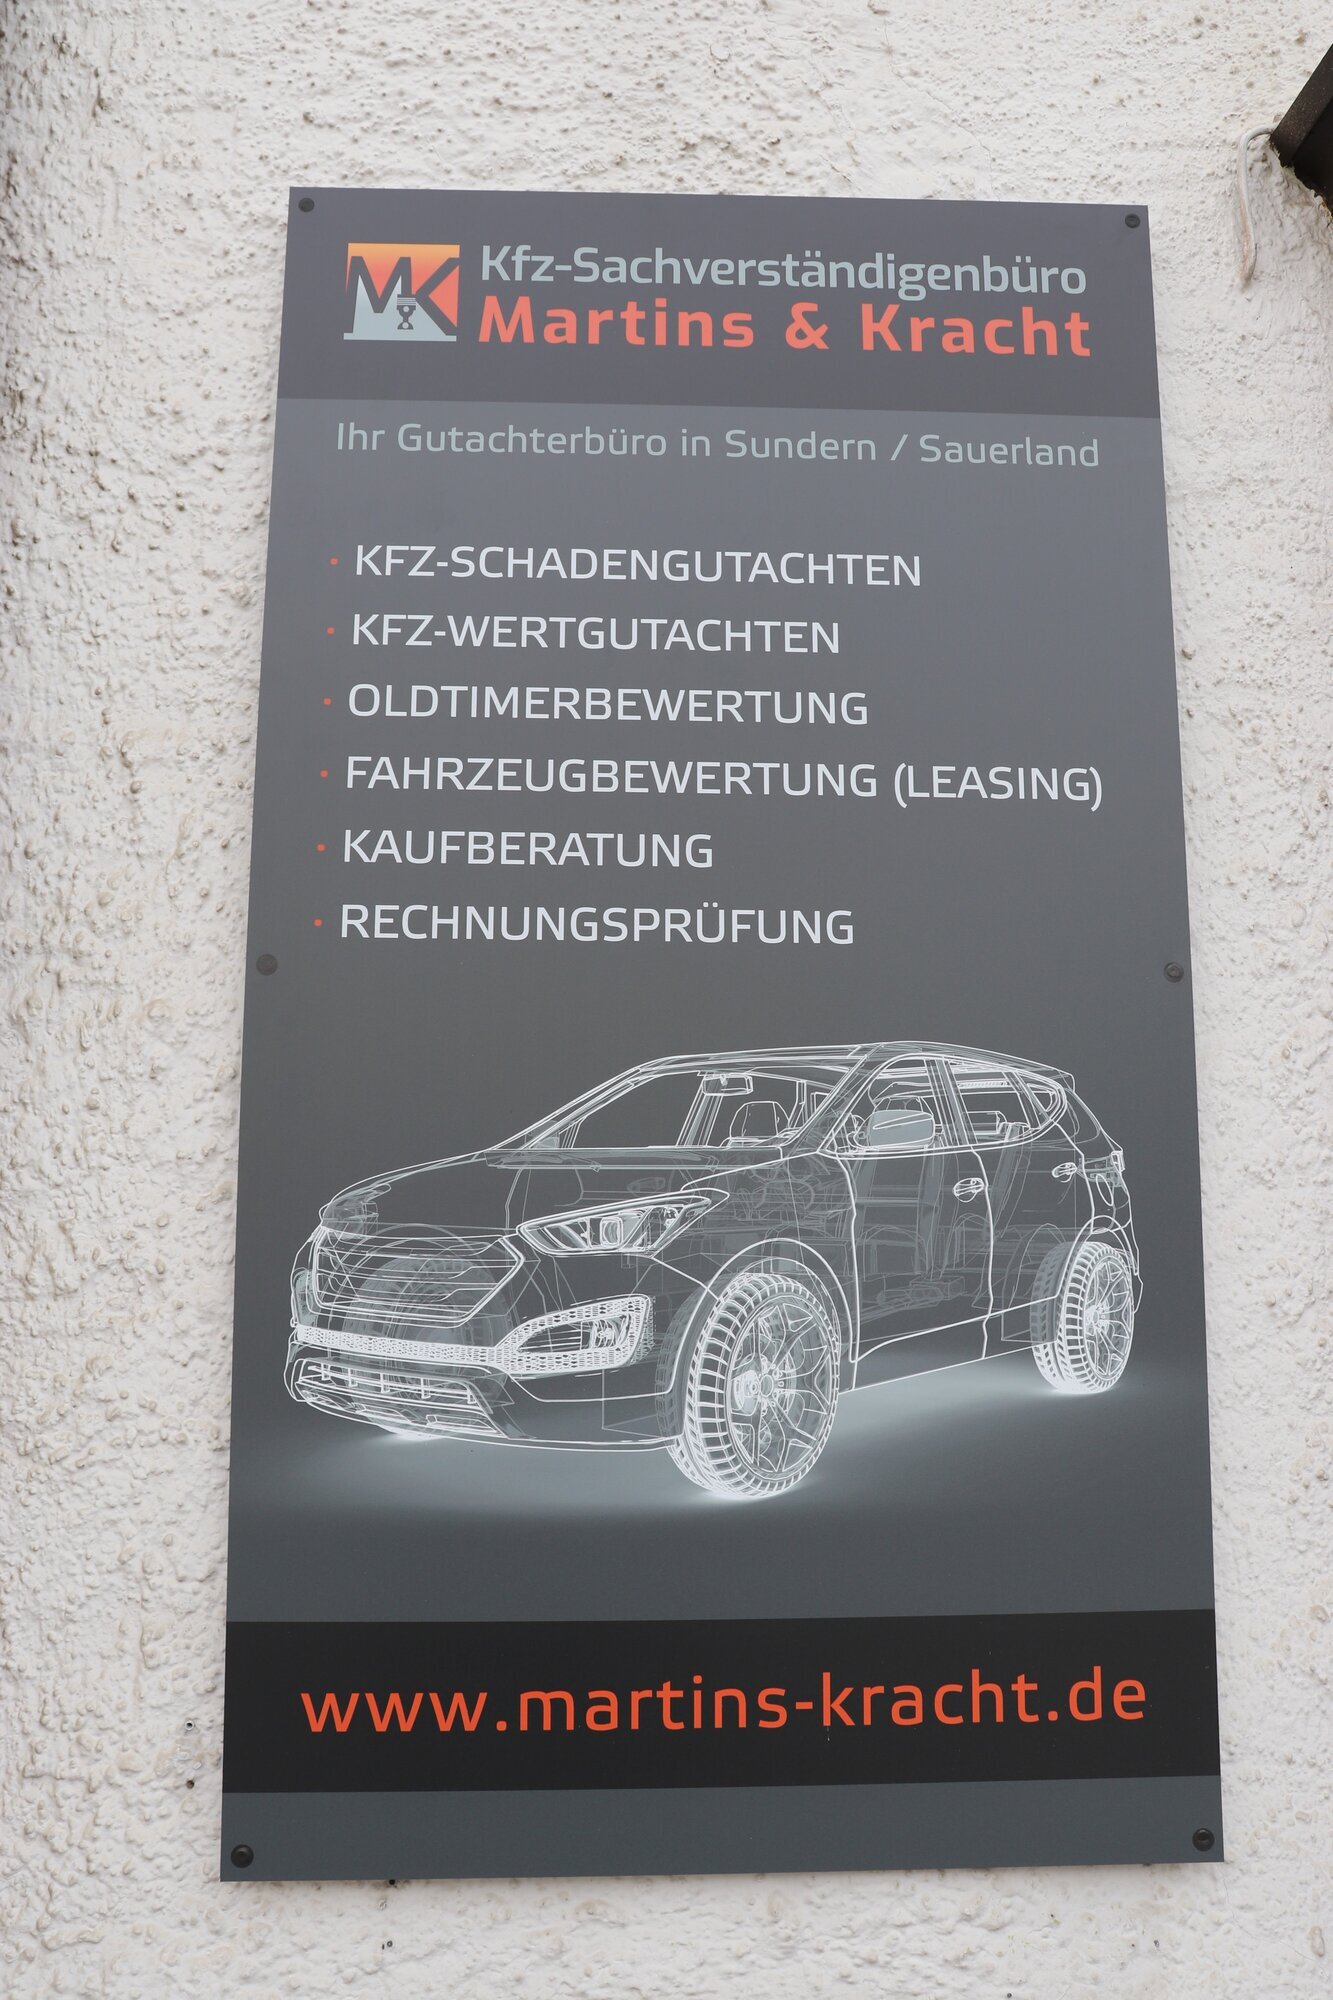 MK
Kfz-Sachverständigenbüro
Martins & Kracht
Ihr Gutachterbüro in Sundern / Sauerland
· KFZ-SCHADENGUTACHTEN
· KFZ-WERTGUTACHTEN
· OLDTIMERBEWERTUNG
· FAHRZEUGBEWERTUNG (LEASING)
· KAUFBERATUNG
· RECHNUNGSPRÜFUNG
www.martins-kracht.de